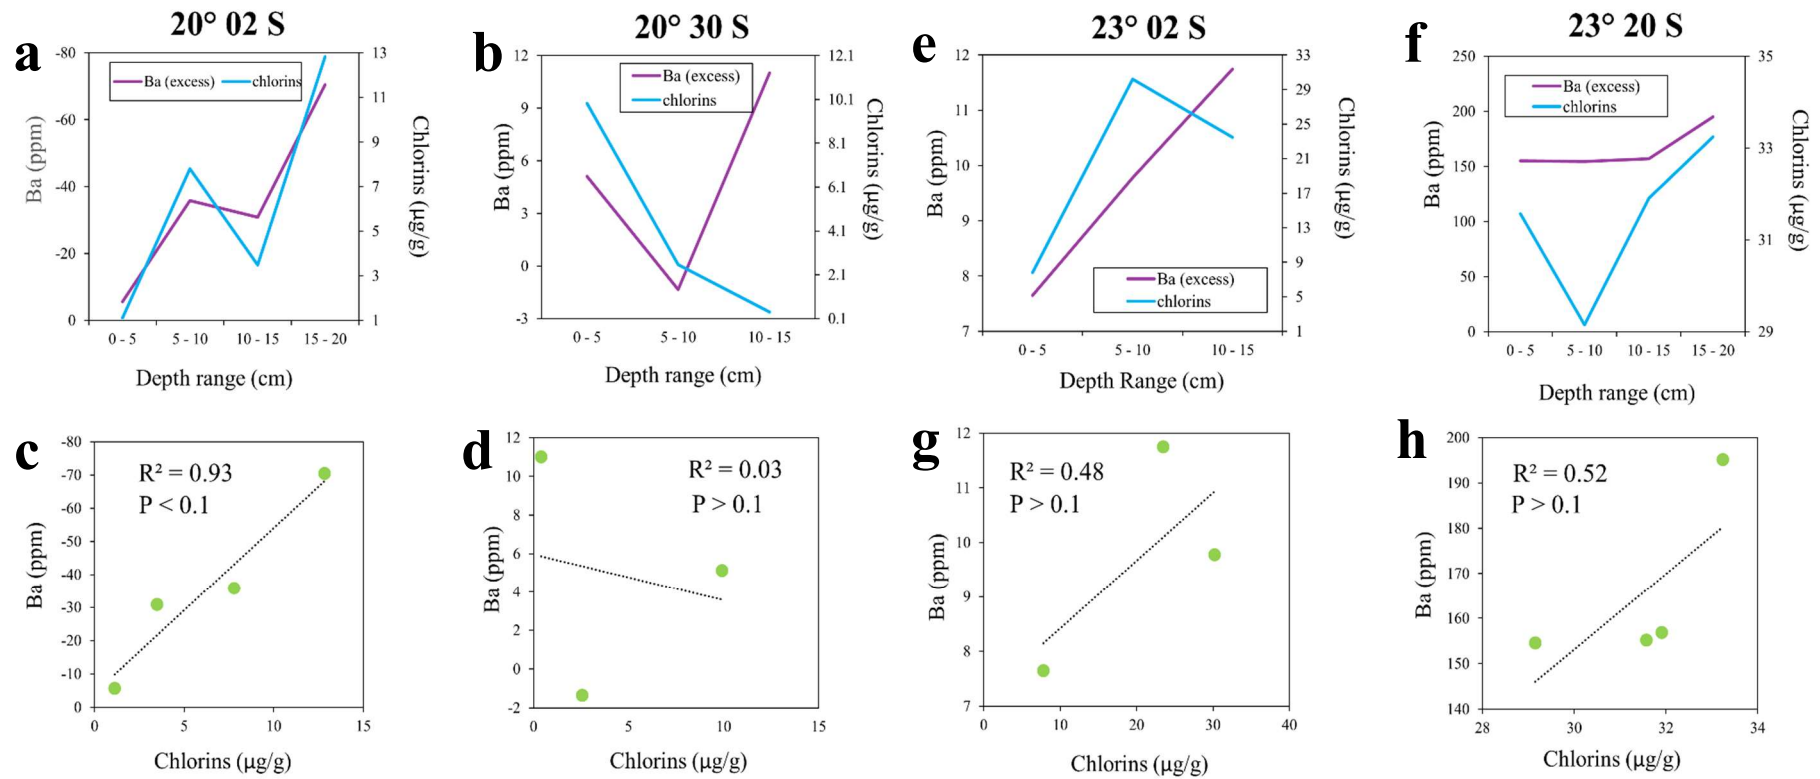 20° 02 S
a
-80
-60
-40
-20
0
Ba (ppm)
Ba (excess) chlorins
13
11
9
7
5
3
1
Chlorins (µg/g)
0 - 5 5 - 10 10 - 15 15 - 20
Depth range (cm)
20° 30 S
b
12
9
6
3
0
-3
Ba (ppm)
Ba (excess)
chlorins
12.1
10.1
8.1
6.1
4.1
2.1
0.1
Chlorins (µg/g)
0 - 5 5 - 10 10 - 15
Depth range (cm)
23° 02 S
e
12
11
10
9
8
7
Ba (ppm)
Ba (excess)
chlorins
33
29
25
21
17
13
9
5
1
Chlorins (µg/g)
0 - 5 5 - 10 10 - 15
Depth Range (cm)
23° 20 S
f
250
200
150
100
50
0
Ba (ppm)
Ba (excess)
chlorins
35
33
31
29
Chlorins (µg/g)
0 - 5 5 - 10 10 - 15 15 - 20
Depth range (cm)
c
-80
-70
-60
-50
-40
-30
-20
-10
0
Ba (ppm)
R² = 0.93
P < 0.1
0 5 10 15
Chlorins (µg/g)
d
12
10
8
6
4
2
0
-2
Ba (ppm)
R² = 0.03
P > 0.1
0 5 10 15
Chlorins (µg/g)
g
12
11
10
9
8
7
Ba (ppm)
R² = 0.48
P > 0.1
0 10 20 30 40
Chlorins (µg/g)
h
200
190
180
170
160
150
140
Ba (ppm)
R² = 0.52
P > 0.1
28 30 32 34
Chlorins (µg/g)